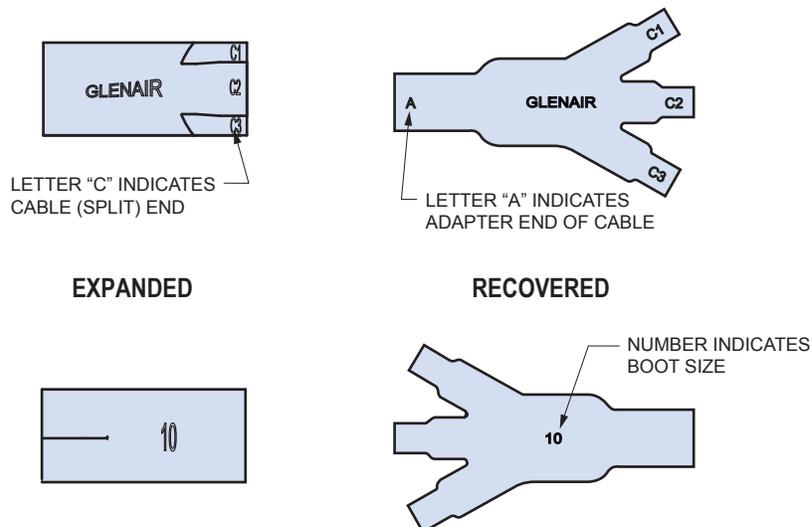 C1
GLENAIR
C2
C3
LETTER “C” INDICATES
CABLE (SPLIT) END
C1
A
GLENAIR
C2
C3
LETTER “A” INDICATES
ADAPTER END OF CABLE
EXPANDED
RECOVERED
10
NUMBER INDICATES
BOOT SIZE
10